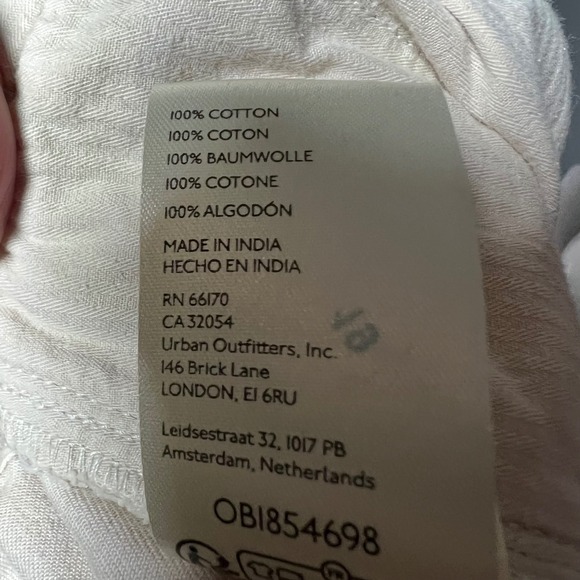 100% COTTON
100% COTON
100% BAUMWOLLE
100% COTONE
100% ALGODÓN
MADE IN INDIA
HECHO EN INDIA
RN 66170
CA 32054
Urban Outfitters, Inc.
146 Brick Lane
LONDON, E1 6RU
Leidsestraat 32, 1017 PB
Amsterdam, Netherlands
OB1854698